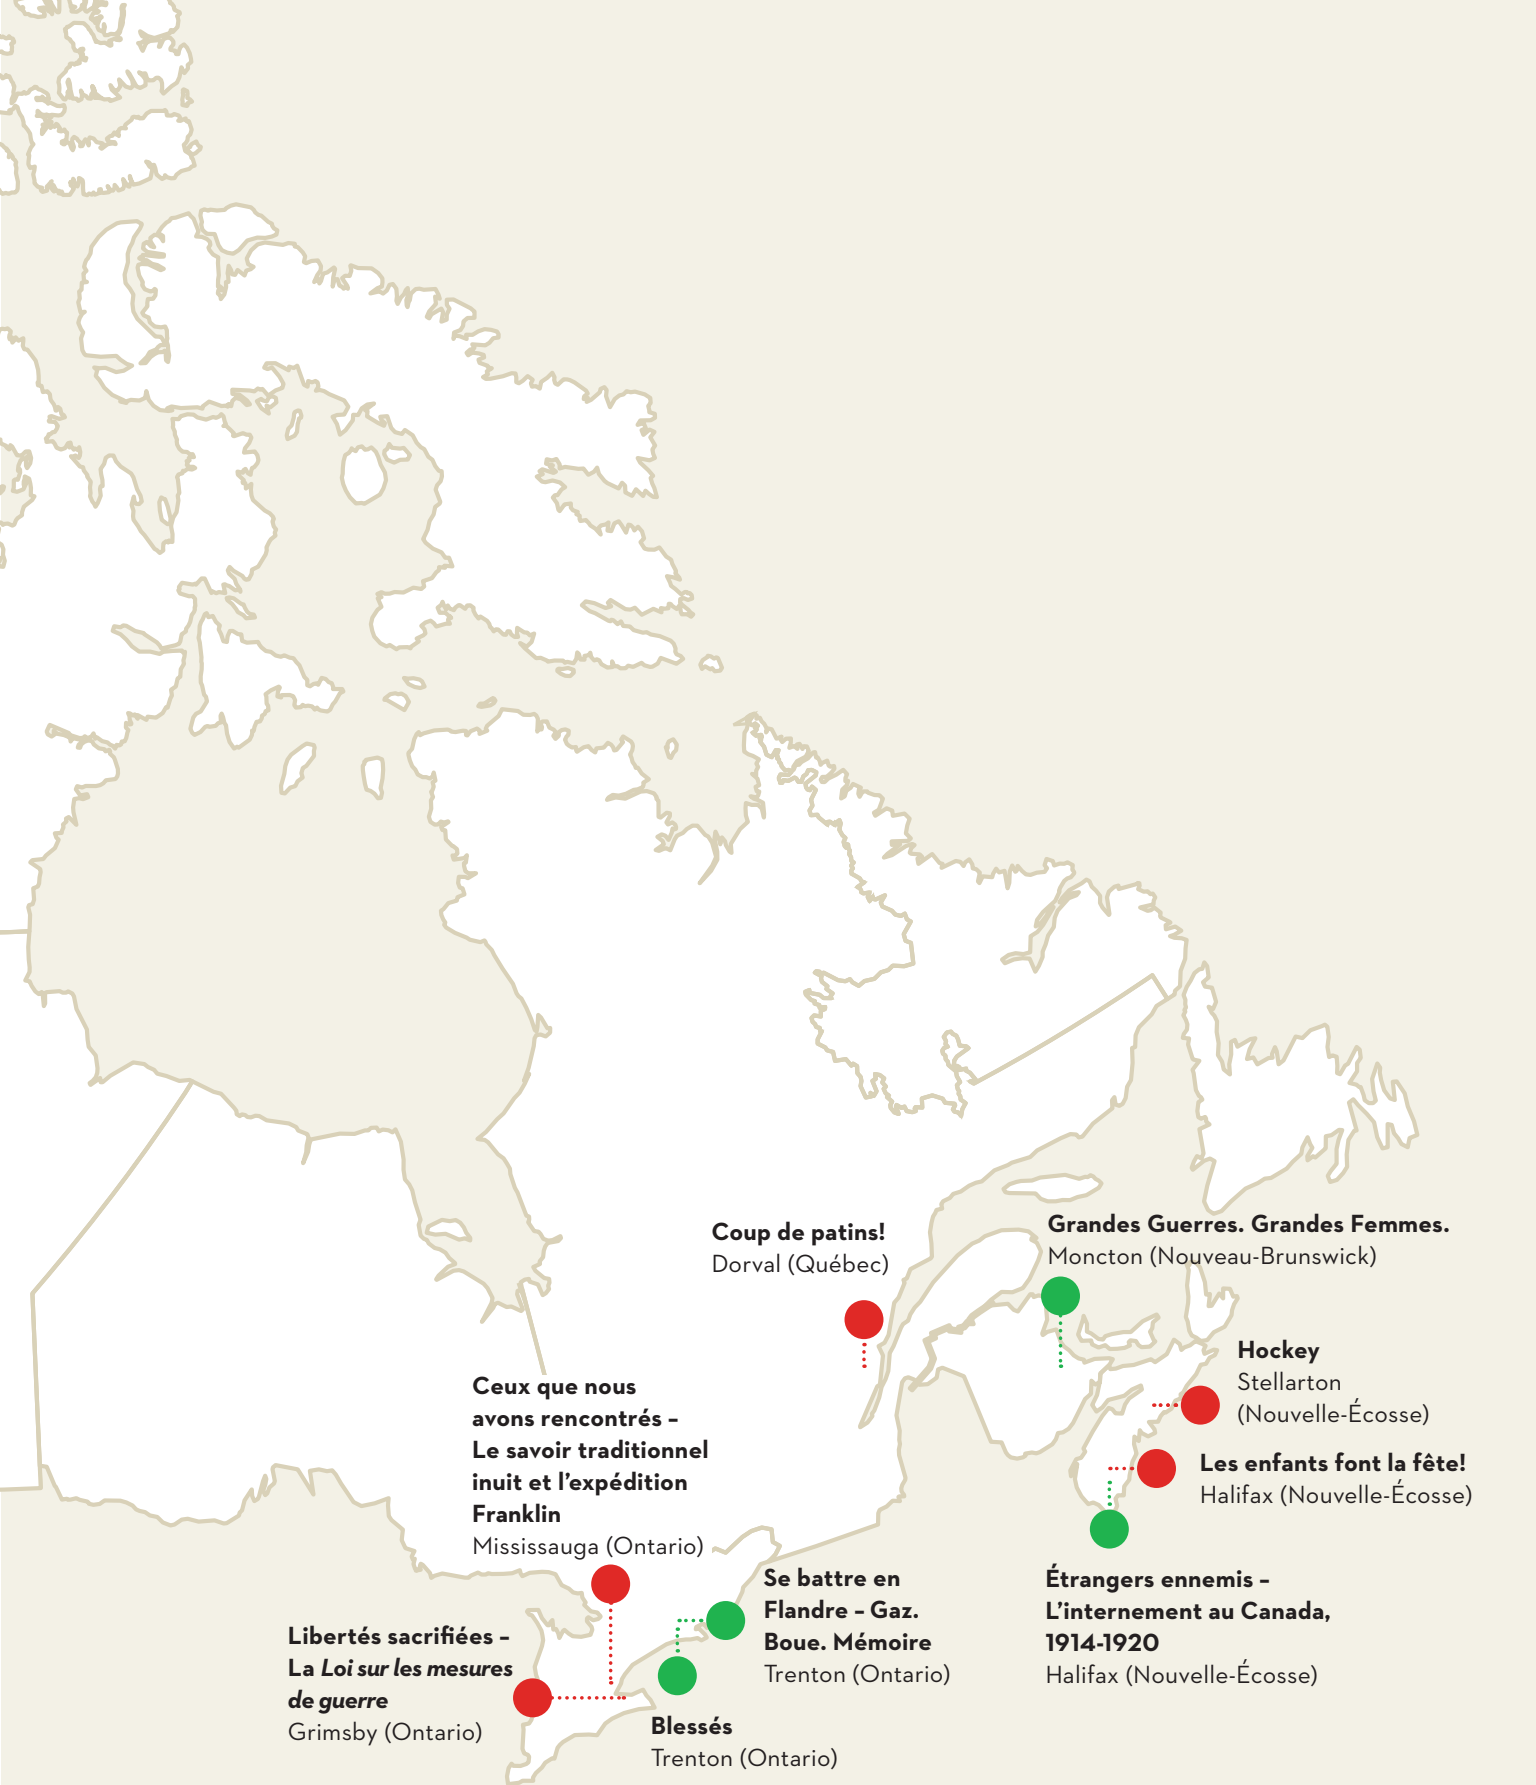 Coup de patins!
Dorval (Québec)
Grandes Guerres. Grandes Femmes.
Moncton (Nouveau-Brunswick)
Hockey
Stellarton
(Nouvelle-Écosse)
Ceux que nous
avons rencontrés –
Le savoir traditionnel
inuit et l’expédition
Franklin
Mississauga (Ontario)
Les enfants font la fête!
Halifax (Nouvelle-Écosse)
Se battre en
Flandre – Gaz.
Boue. Mémoire
Trenton (Ontario)
Étrangers ennemis –
L’internement au Canada,
1914-1920
Halifax (Nouvelle-Écosse)
Libertés sacrifiées –
La Loi sur les mesures
de guerre
Grimsby (Ontario)
Blessés
Trenton (Ontario)